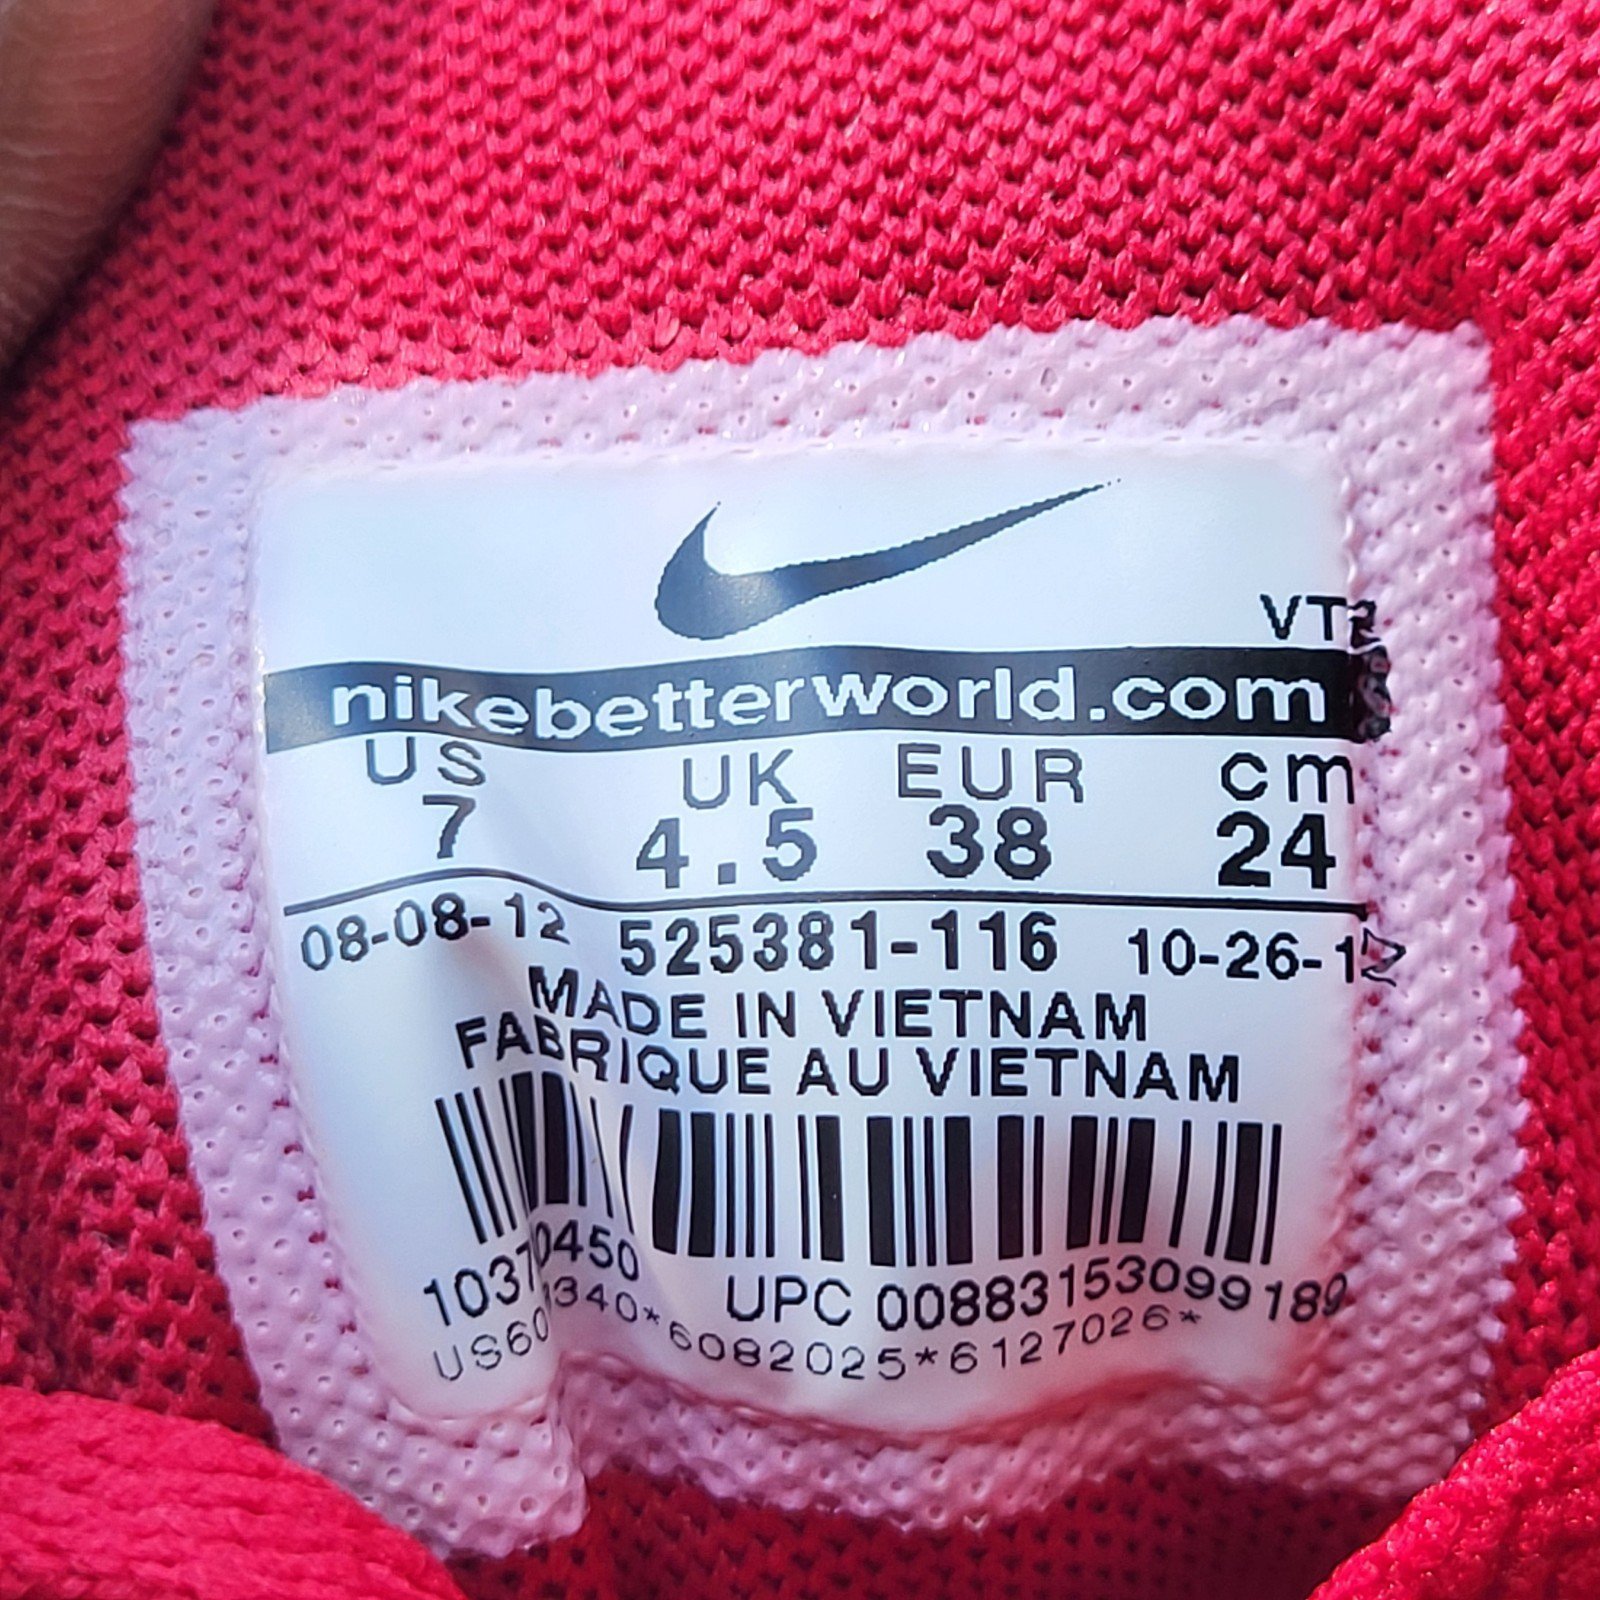 VT2
nikebetterworld.com
US UK EUR cm
7 4.5 38 24
08-08-12 525381-116 10-26-12
MADE IN VIETNAM
FABRIQUE AU VIETNAM
10370450 UPC 00883153099189
*6082025*6127026*